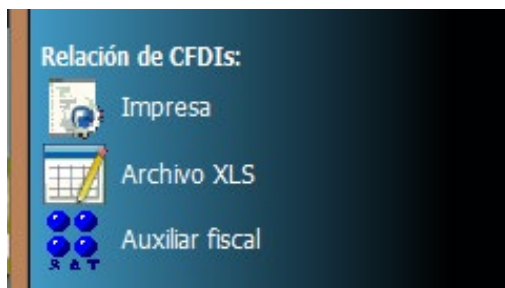 Relación de CFDIs:
Impresa
Archivo XLS
Auxiliar fiscal
S A T